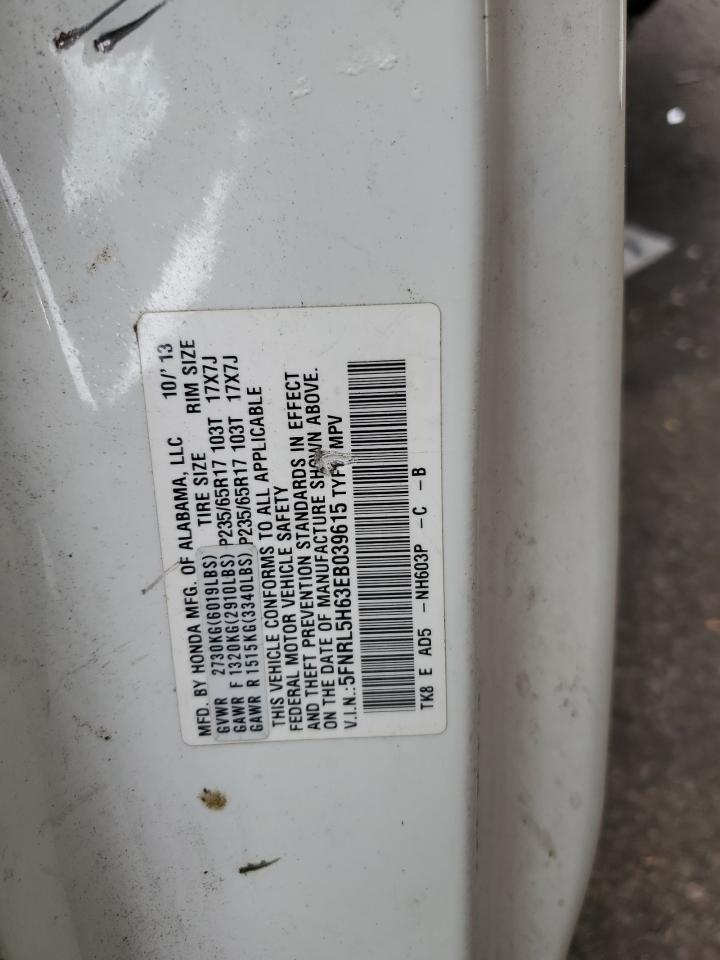 MFD. BY HONDA MFG. OF ALABAMA, LLC 10/'13
TIRE SIZE RIM SIZE
GVWR 2730KG(6019LBS)
GAWR F 1320KG(2910LBS) P235/65R17 103T 17X7J
GAWR R 1515KG(3340LBS) P235/65R17 103T 17X7J
THIS VEHICLE CONFORMS TO ALL APPLICABLE
FEDERAL MOTOR VEHICLE SAFETY
AND THEFT PREVENTION STANDARDS IN EFFECT
ON THE DATE OF MANUFACTURE SHOWN ABOVE.
V.I.N.:5FNRL5H63EB039615 TYPE: MPV
TK8 E AD5 -NH603P -C -B